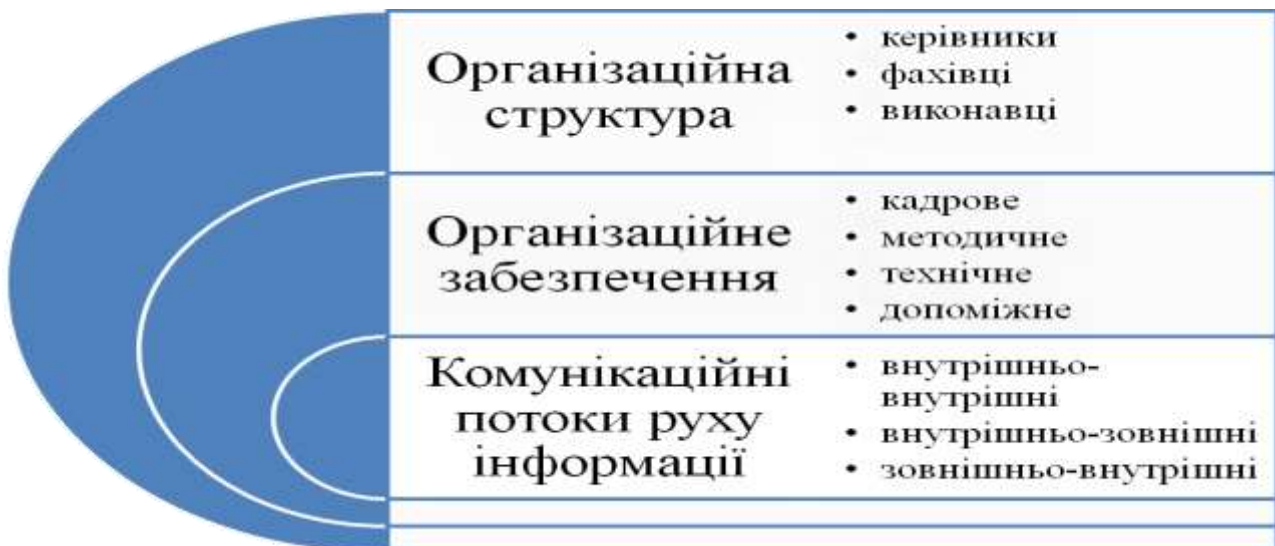 Організаційна
структура
• керівники
• фахівці
• виконавці
Організаційне
забезпечення
• кадрове
• методичне
• технічне
• допоміжне
Комунікаційні
потоки руху
інформації
• внутрішньо-
внутрішні
• внутрішньо-зовнішні
• зовнішньо-внутрішні